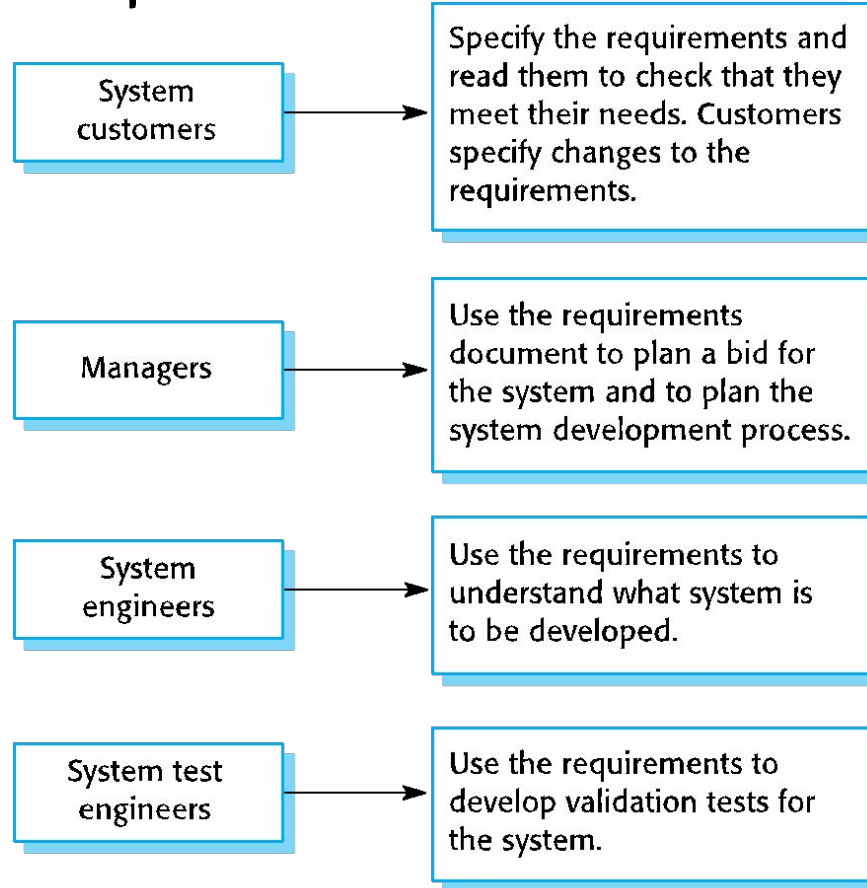 System
customers
Specify the requirements and
read them to check that they
meet their needs. Customers
specify changes to the
requirements.
Managers
Use the requirements
document to plan a bid for
the system and to plan the
system development process.
System
engineers
Use the requirements to
understand what system is
to be developed.
System test
engineers
Use the requirements to
develop validation tests for
the system.